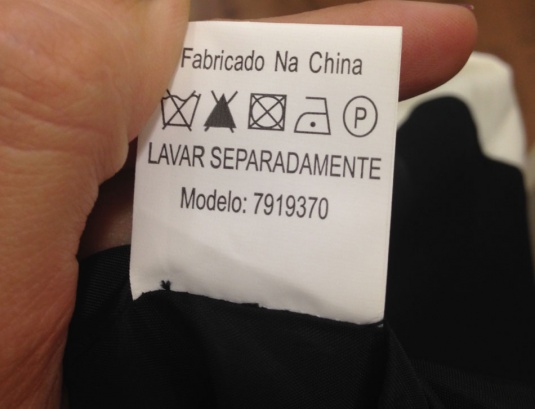 Fabricado Na China
P
LAVAR SEPARADAMENTE
Modelo: 7919370